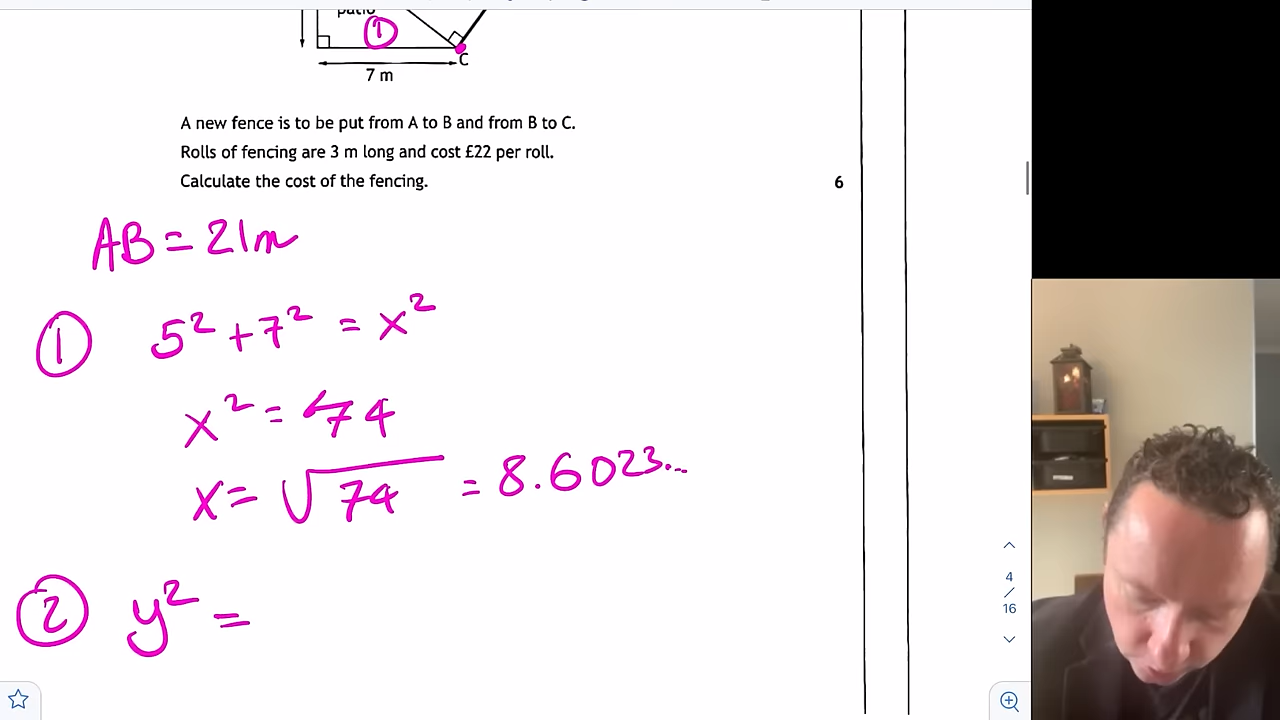 patio
1
C
7 m
A new fence is to be put from A to B and from B to C.
Rolls of fencing are 3 m long and cost £22 per roll.
Calculate the cost of the fencing.
6
AB = 21m
1 5² + 7² = x²
x² = 74
x = √74 = 8.6023...
2 y² =
4
/
16